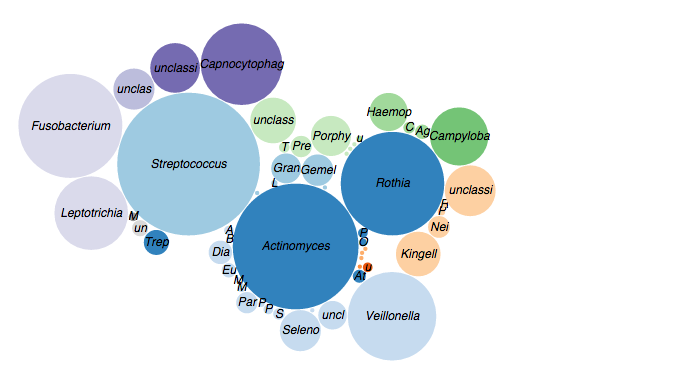 Capnocytophag
unclassi
unclas
Fusobacterium
Haemop
unclass
C
Ag
Campyloba
Porphy
u
T
Pre
Streptococcus
Gran
Gemel
L
Rothia
unclassi
Leptotrichia
M
un
P
Nei
Trep
A
B
Actinomyces
P
O
Dia
Kingell
Eu
At
u
M
M
Par
P
P
S
uncl
Veillonella
Seleno